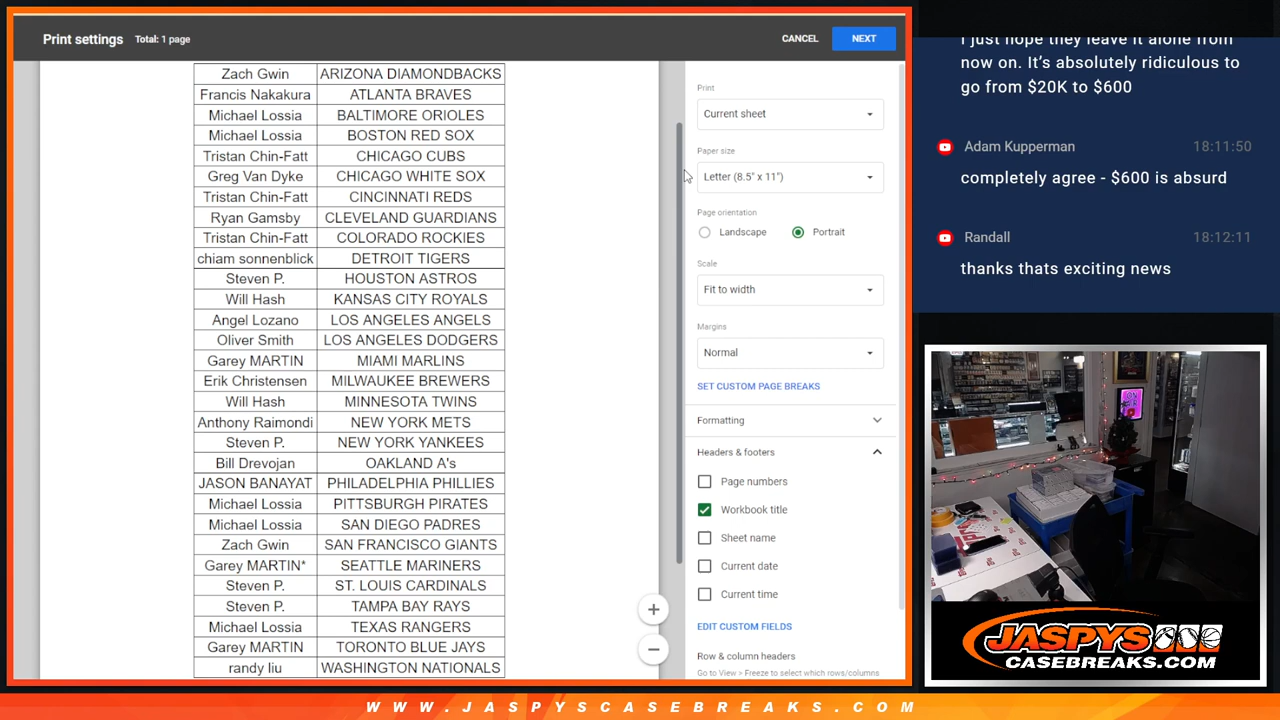 Print settings Total: 1 page CANCEL NEXT
Zach Gwin ARIZONA DIAMONDBACKS
Francis Nakakura ATLANTA BRAVES
Michael Lossia BALTIMORE ORIOLES
Michael Lossia BOSTON RED SOX
Tristan Chin-Fatt CHICAGO CUBS
Greg Van Dyke CHICAGO WHITE SOX
Tristan Chin-Fatt CINCINNATI REDS
Ryan Gamsby CLEVELAND GUARDIANS
Tristan Chin-Fatt COLORADO ROCKIES
chiam sonnenblick DETROIT TIGERS
Steven P. HOUSTON ASTROS
Will Hash KANSAS CITY ROYALS
Angel Lozano LOS ANGELES ANGELS
Oliver Smith LOS ANGELES DODGERS
Garey MARTIN MIAMI MARLINS
Erik Christensen MILWAUKEE BREWERS
Will Hash MINNESOTA TWINS
Anthony Raimondi NEW YORK METS
Steven P. NEW YORK YANKEES
Bill Drevojan OAKLAND A's
JASON BANAYAT PHILADELPHIA PHILLIES
Michael Lossia PITTSBURGH PIRATES
Michael Lossia SAN DIEGO PADRES
Zach Gwin SAN FRANCISCO GIANTS
Garey MARTIN* SEATTLE MARINERS
Steven P. ST. LOUIS CARDINALS
Steven P. TAMPA BAY RAYS
Michael Lossia TEXAS RANGERS
Garey MARTIN TORONTO BLUE JAYS
randy liu WASHINGTON NATIONALS
Print
Current sheet
Paper size
Letter (8.5" x 11")
Page orientation
Landscape Portrait
Scale
Fit to width
Margins
Normal
SET CUSTOM PAGE BREAKS
Formatting
Headers & footers
Page numbers
Workbook title
Sheet name
Current date
Current time
EDIT CUSTOM FIELDS
Row & column headers
Go to View > Freeze to select which rows/columns
I just hope they leave it alone from
now on. It's absolutely ridiculous to
go from $20K to $600
Adam Kupperman 18:11:50
completely agree - $600 is absurd
Randall 18:12:11
thanks thats exciting news
JASPYS
CASEBREAKS.COM
WWW.JASPYSCASEBREAKS.COM